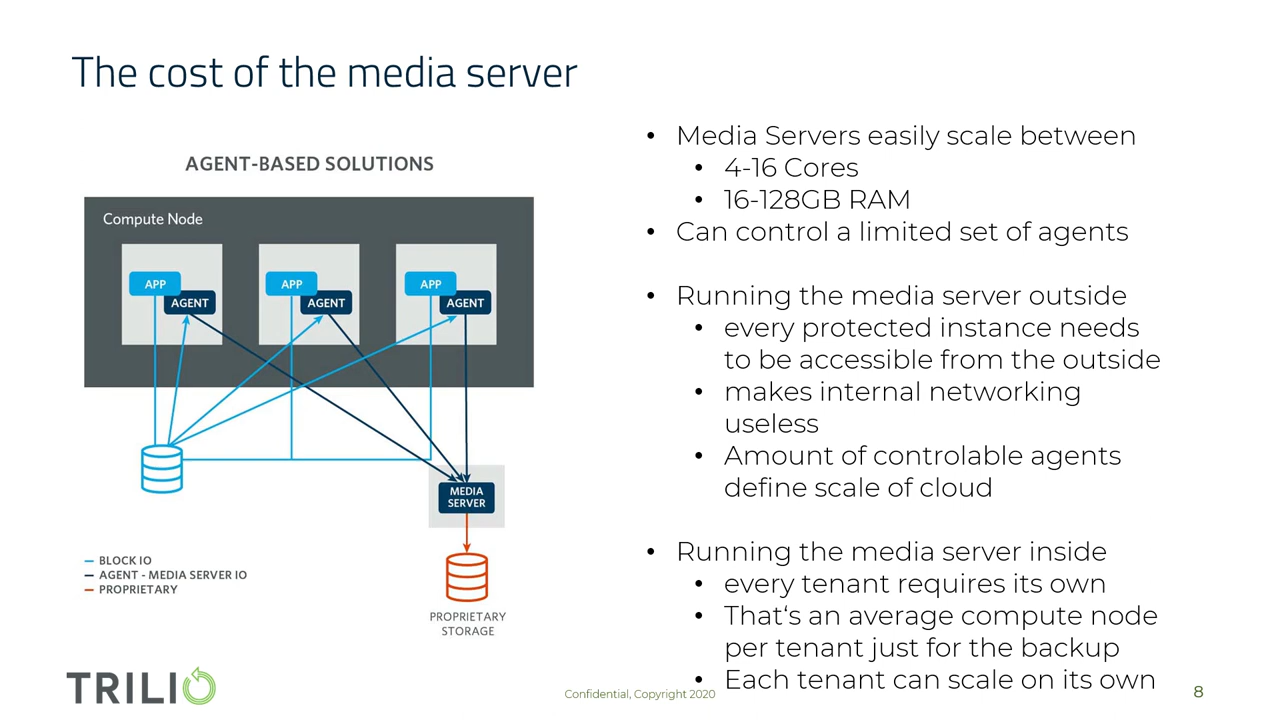 The cost of the media server
AGENT-BASED SOLUTIONS
Compute Node
APP
AGENT
APP
AGENT
APP
AGENT
MEDIA
SERVER
BLOCK IO
AGENT - MEDIA SERVER IO
PROPRIETARY
PROPRIETARY
STORAGE
• Media Servers easily scale between
• 4-16 Cores
• 16-128GB RAM
• Can control a limited set of agents
• Running the media server outside
• every protected instance needs
to be accessible from the outside
• makes internal networking
useless
• Amount of controlable agents
define scale of cloud
• Running the media server inside
• every tenant requires its own
• That‘s an average compute node
per tenant just for the backup
• Each tenant can scale on its own
TRILIO
Confidential, Copyright 2020
8